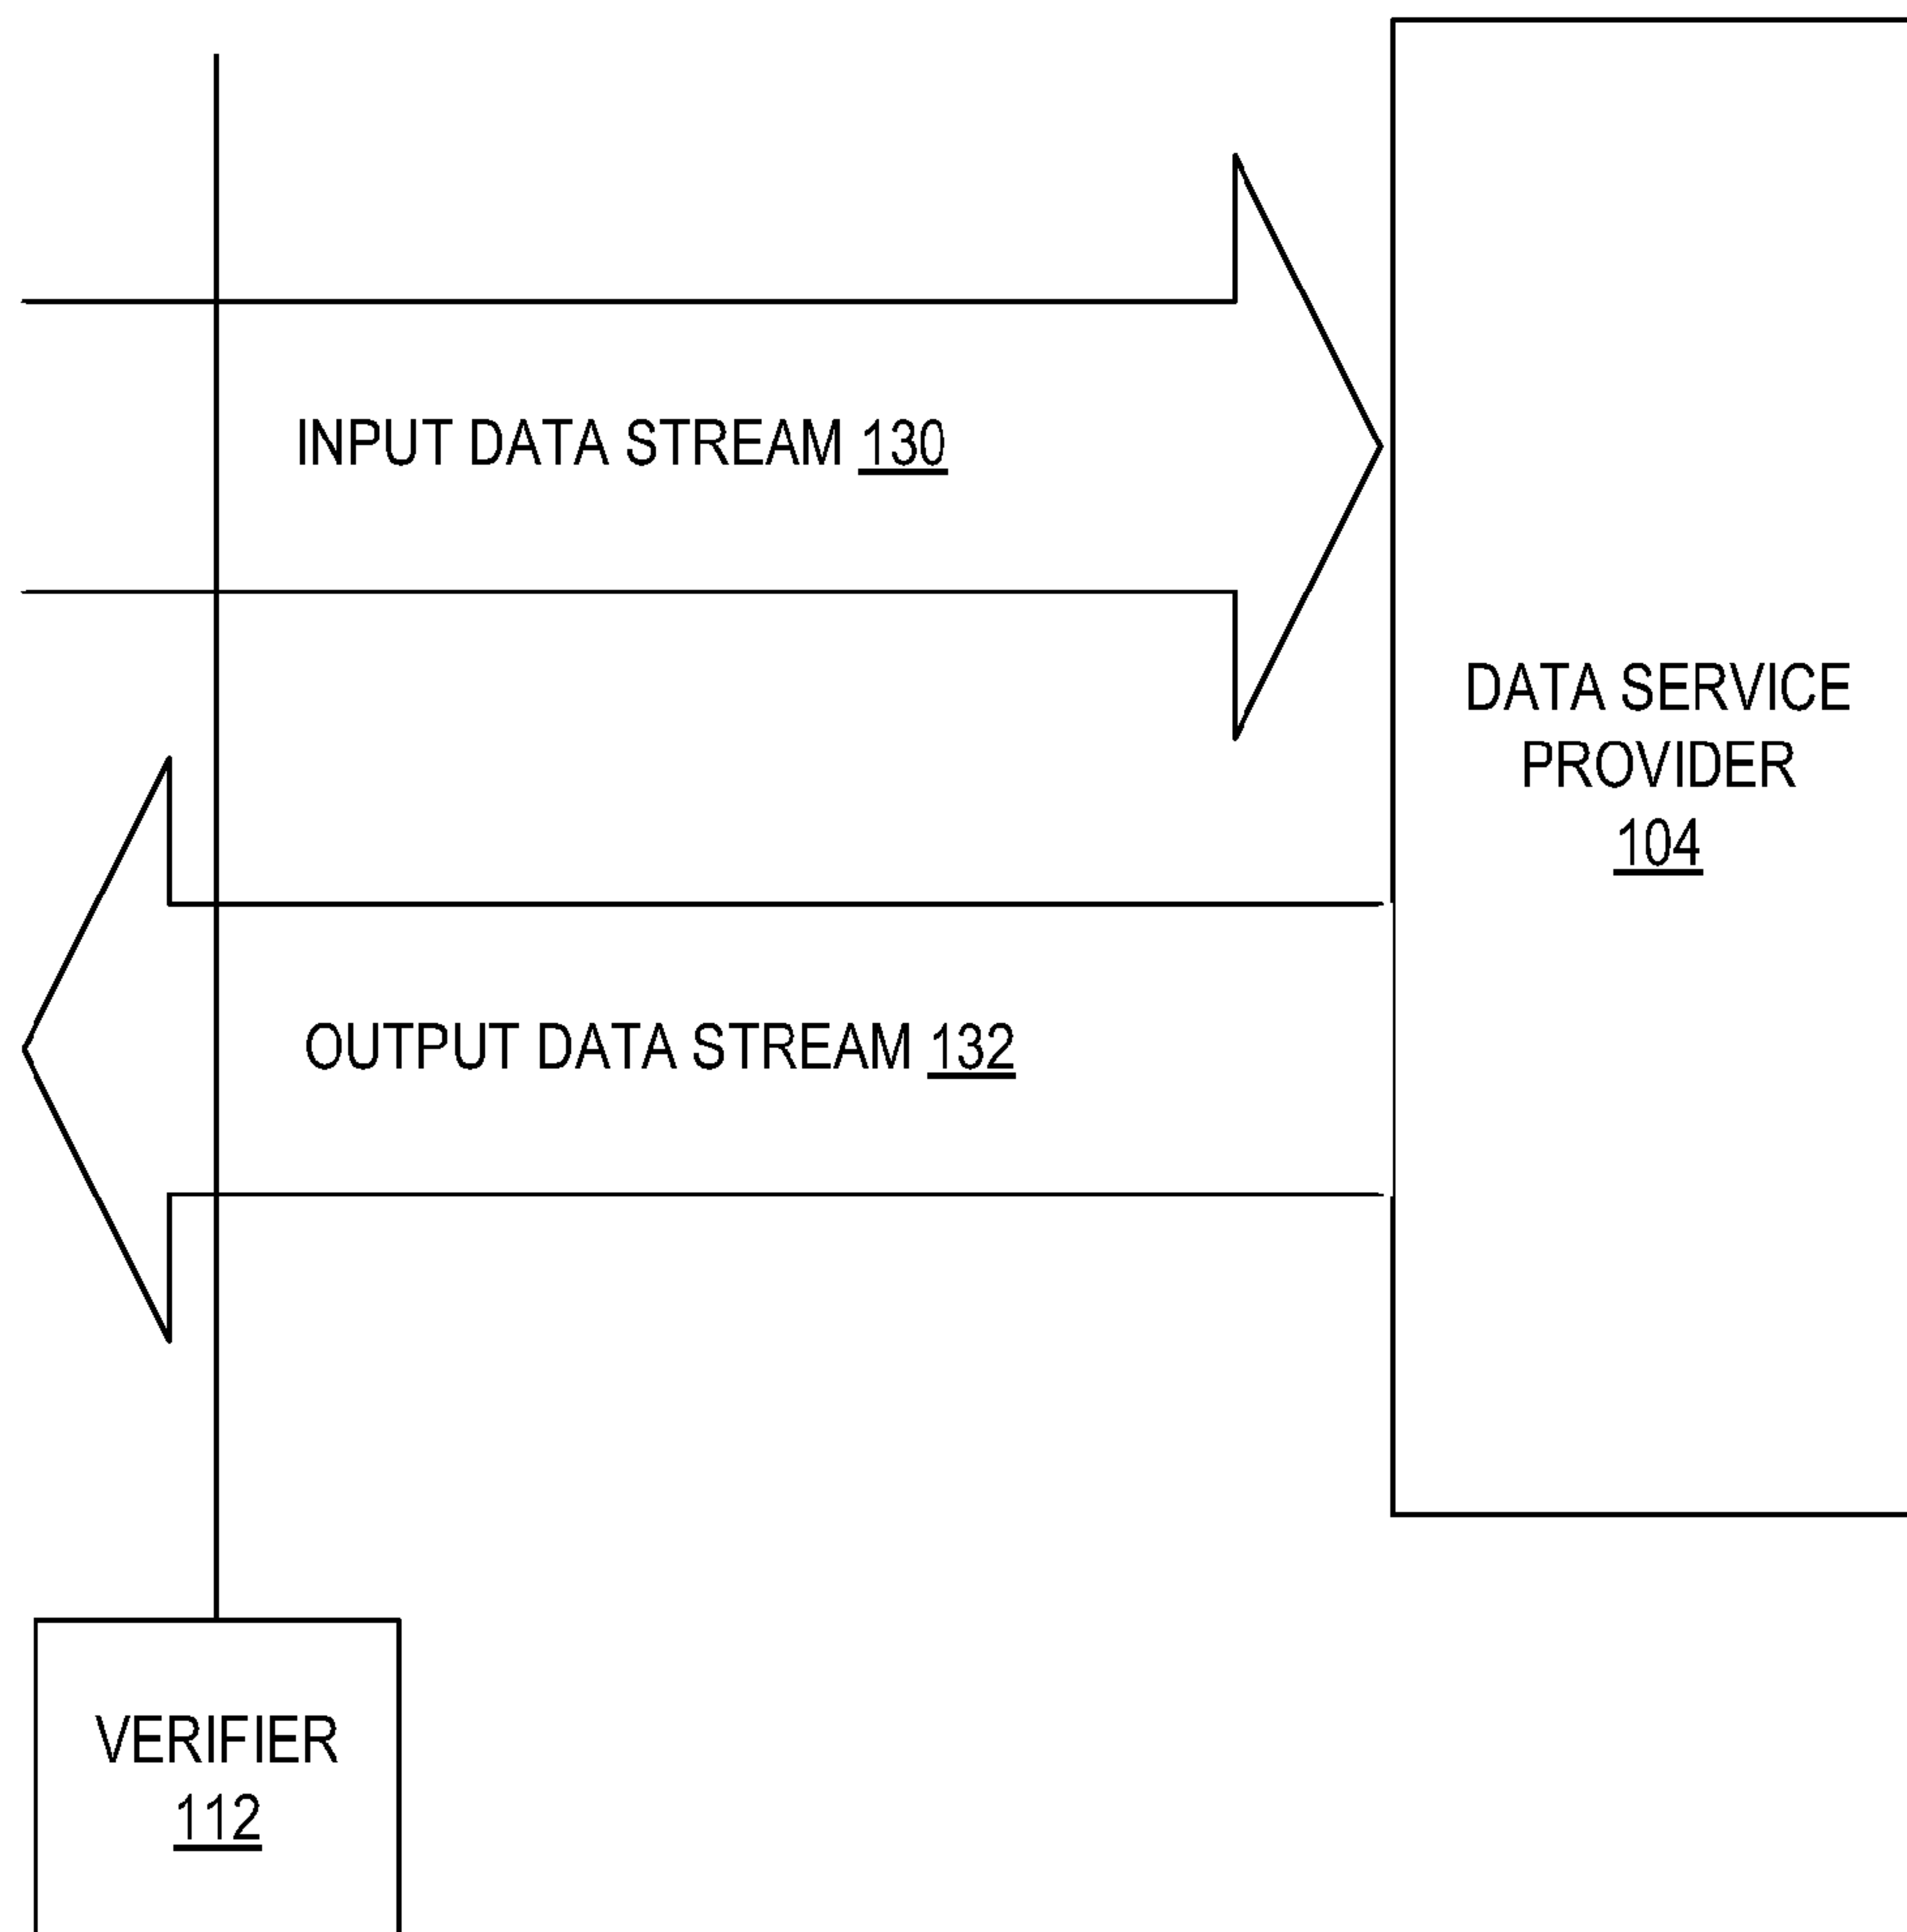 INPUT DATA STREAM 130
DATA SERVICE
PROVIDER
104
OUTPUT DATA STREAM 132
VERIFIER
112